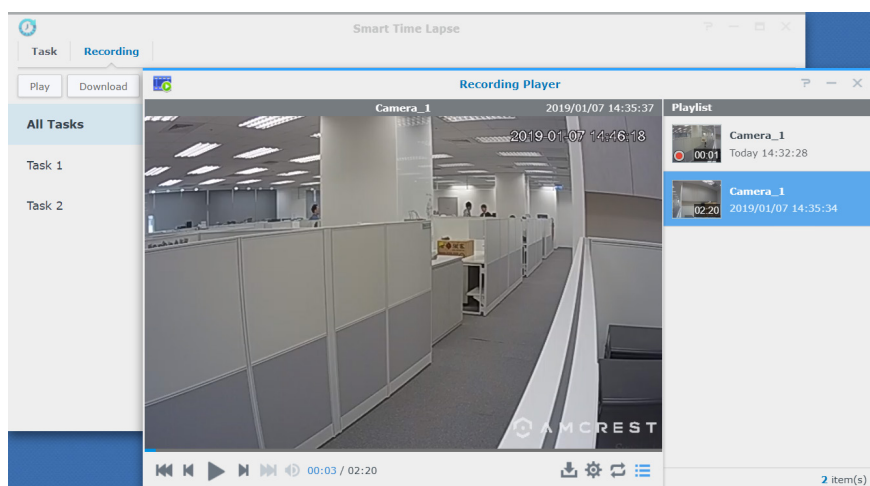 Smart Time Lapse
Task Recording
Play Download
All Tasks
Task 1
Task 2
Recording Player
Camera_1 2019/01/07 14:35:37
2019-01-07 14:46:18
AMCREST
00:03 / 02:20
Playlist
00:01
Camera_1
Today 14:32:28
02:20
Camera_1
2019/01/07 14:35:34
2 item(s)